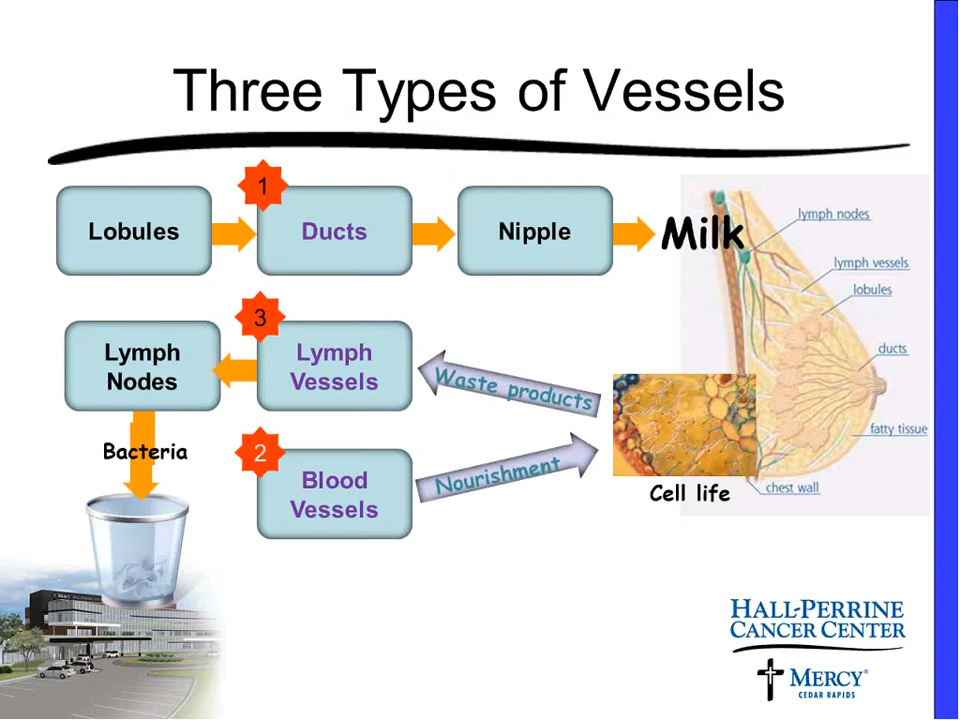 Three Types of Vessels
1
Lobules
Ducts
Nipple
Milk
lymph nodes
lymph vessels
lobules
ducts
fatty tissue
chest wall
3
Lymph
Nodes
Lymph
Vessels
Waste products
Bacteria
2
Blood
Vessels
Nourishment
Cell life
HALL-PERRINE
CANCER CENTER
MERCY®
CEDAR RAPIDS